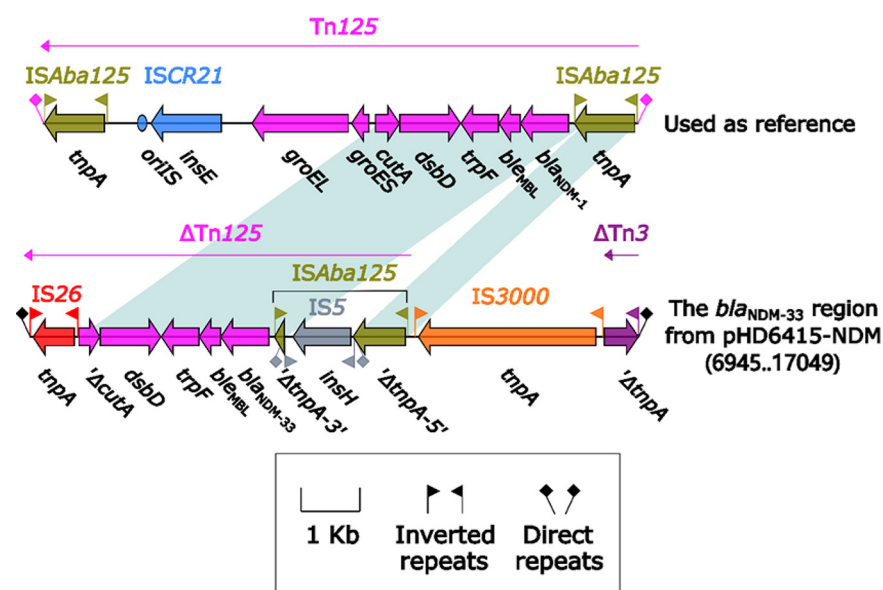 Tn125
ISAba125 ISCR21 ISAba125
Used as reference
tnpA oriIS insE groEL groES cutA dsbD trpF bleMBL blaNDM-1 tnpA
ΔTn125 ΔTn3
ISAba125
IS26 IS5 IS3000
The blaNDM-33 region
from pHD6415-NDM
(6945..17049)
tnpA 'ΔcutA dsbD trpF bleMBL blaNDM-33 'ΔtnpA-3' insH 'ΔtnpA-5' tnpA 'ΔtnpA
1 Kb Inverted repeats Direct repeats